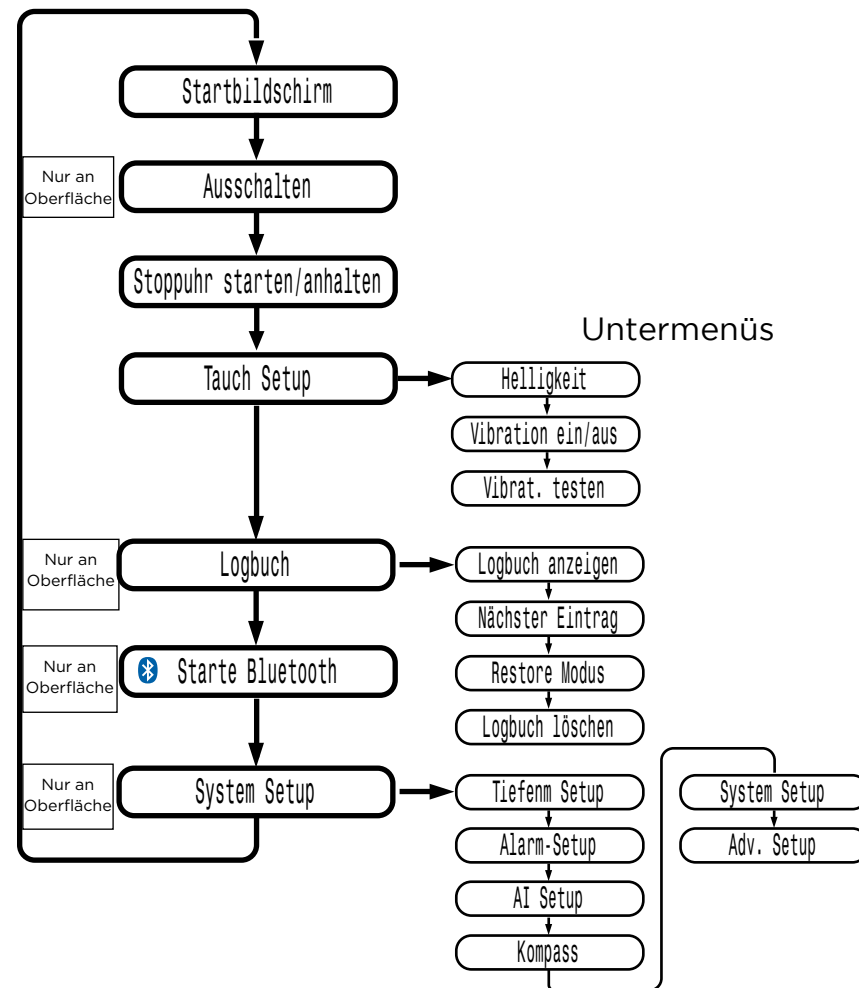 Startbildschirm
Nur an
Oberfläche
Ausschalten
Stoppuhr starten/anhalten
Untermenüs
Tauch Setup
Helligkeit
Vibration ein/aus
Vibrat. testen
Nur an
Oberfläche
Logbuch
Logbuch anzeigen
Nächster Eintrag
Nur an
Oberfläche
Starte Bluetooth
Restore Modus
Logbuch löschen
Nur an
Oberfläche
System Setup
Tiefenm Setup
Alarm-Setup
AI Setup
Kompass
System Setup
Adv. Setup